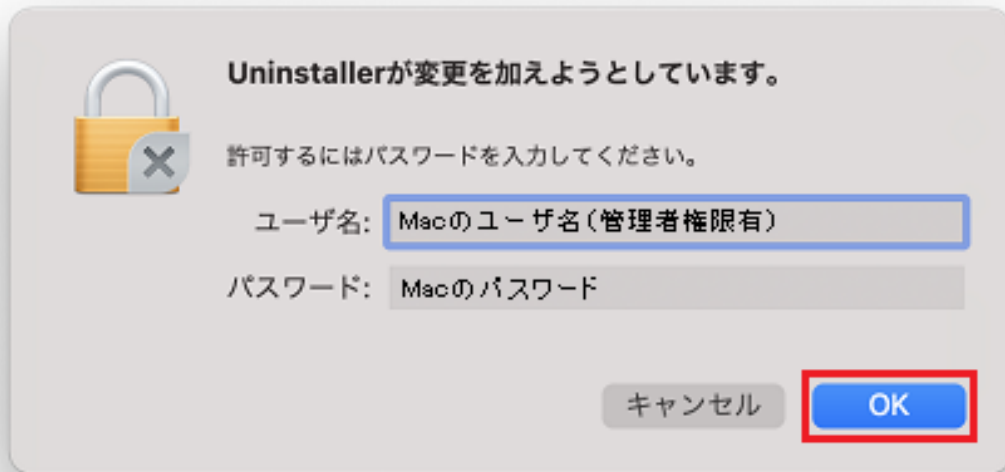 Uninstallerが変更を加えようとしています。
許可するにはパスワードを入力してください。
ユーザ名: Macのユーザ名(管理者権限有)
パスワード: Macのパスワード
キャンセル OK